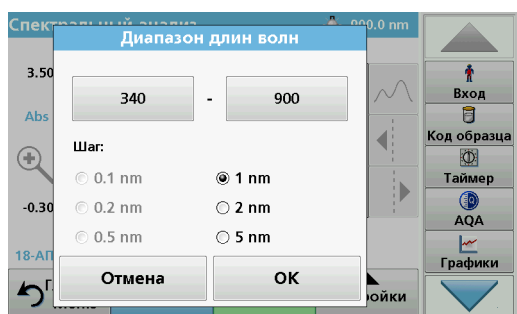 Спектральный анализ 900.0 nm
Диапазон длин волн
3.50
340 - 900
Abs
Шаг:
0.1 nm 1 nm
0.2 nm 2 nm
0.5 nm 5 nm
-0.30
18-АП
Отмена OK
Вход
Код образца
Таймер
AQA
Графики